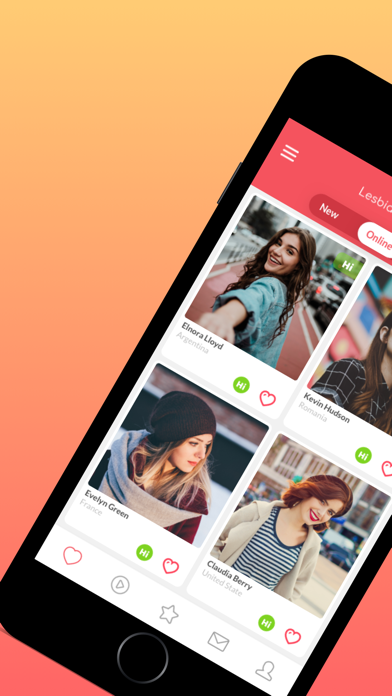 Lesbia
New
Online
Hi
Elnora Lloyd
Argentina
Hi
Kevin Hudson
Romania
Hi
Evelyn Green
France
Hi
Claudia Berry
United State
Hi